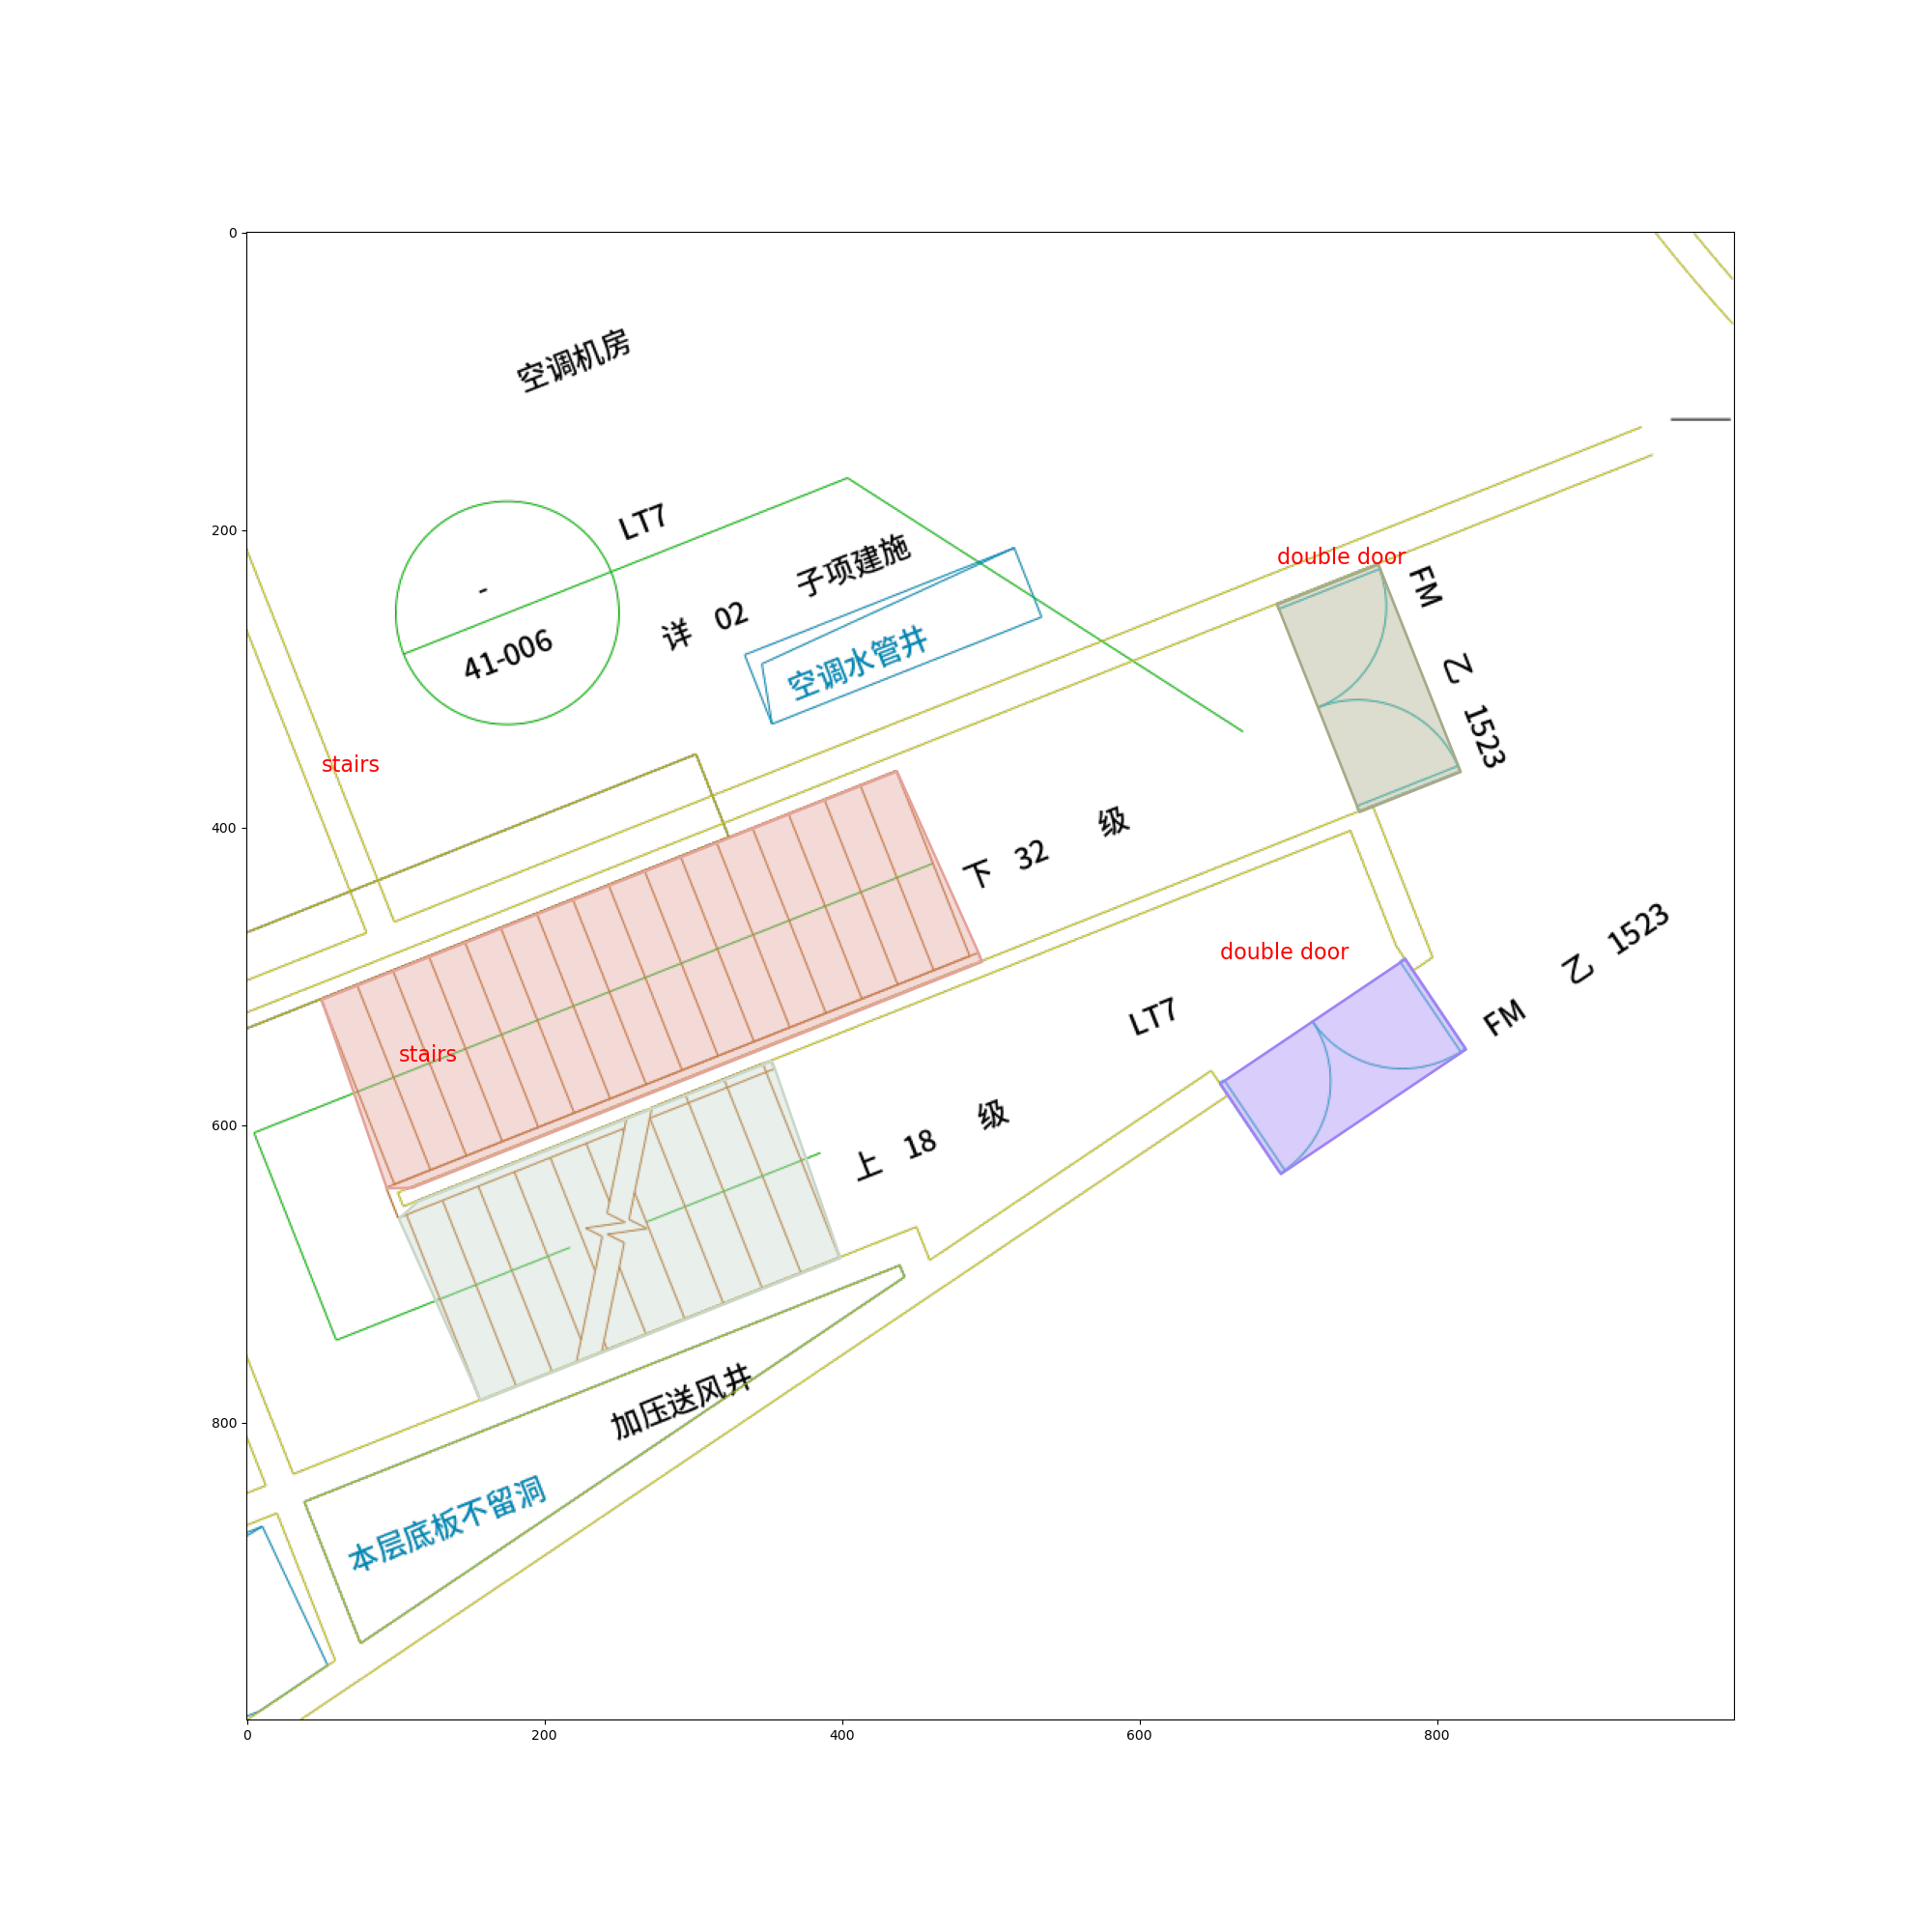 0
空调机房
LT7
200
double door
FM 乙 1523
子项建施
详 02
-
41-006
空调水管井
stairs
400
下 32 级
double door
乙 1523
FM
LT7
stairs
600
上 18 级
加压送风井
800
本层底板不留洞
0 200 400 600 800